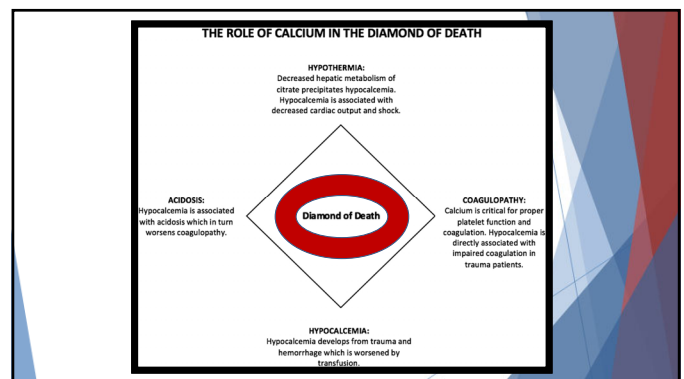 THE ROLE OF CALCIUM IN THE DIAMOND OF DEATH
HYPOTHERMIA:
Decreased hepatic metabolism of
citrate precipitates hypocalcemia.
Hypocalcemia is associated with
decreased cardiac output and shock.
ACIDOSIS:
Hypocalcemia is associated
with acidosis which in turn
worsens coagulopathy.
Diamond of Death
COAGULOPATHY:
Calcium is critical for proper
platelet function and
coagulation. Hypocalcemia is
directly associated with
impaired coagulation in
trauma patients.
HYPOCALCEMIA:
Hypocalcemia develops from trauma and
hemorrhage which is worsened by
transfusion.